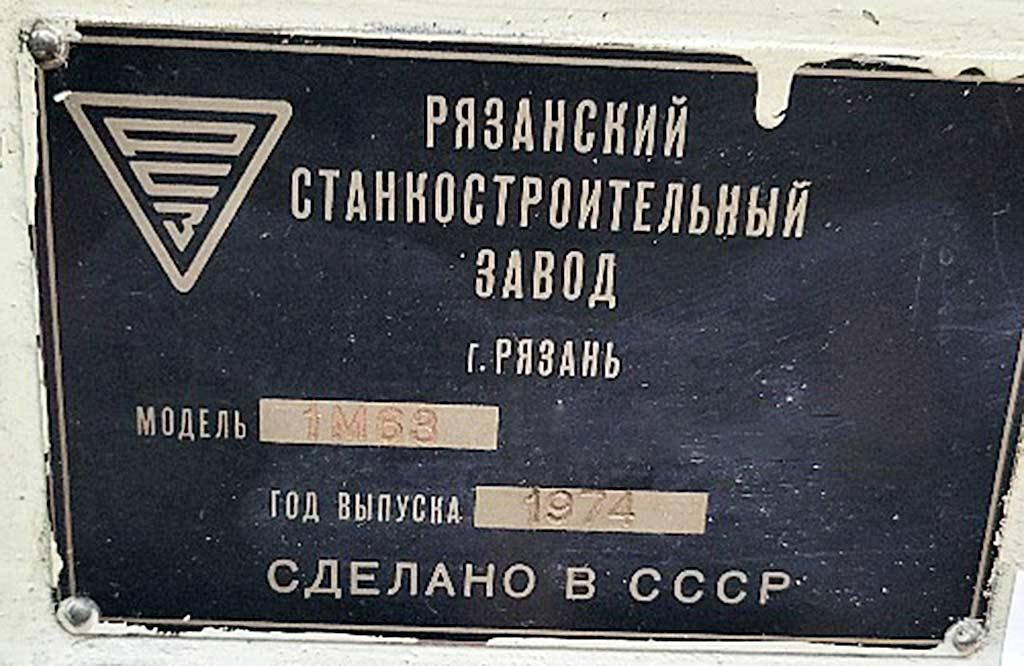 РЯЗАНСКИЙ
СТАНКОСТРОИТЕЛЬНЫЙ
ЗАВОД
г. РЯЗАНЬ
МОДЕЛЬ 1М63
ГОД ВЫПУСКА 1974
СДЕЛАНО В СССР